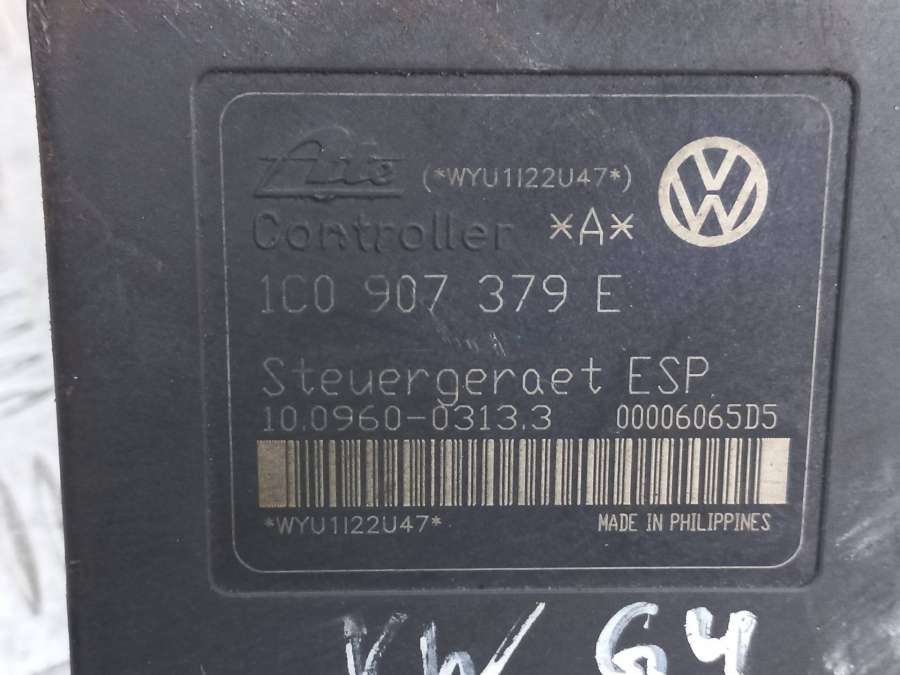 Ate (*WYU1I22U47*)
Controller *A*
1C0 907 379 E
Steuergeraet ESP
10.0960-0313.3 00006065D5
*WYU1I22U47*
MADE IN PHILIPPINES
VW G4